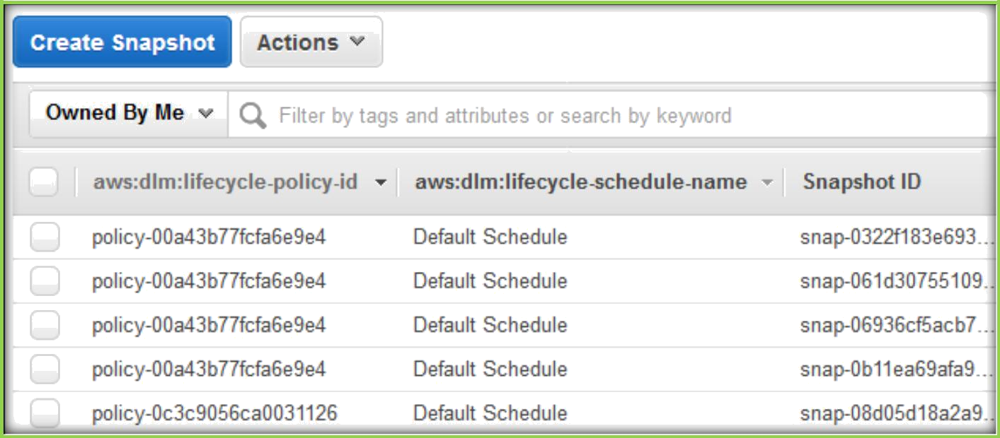 Create Snapshot Actions
Owned By Me Filter by tags and attributes or search by keyword
aws:dlm:lifecycle-policy-id aws:dlm:lifecycle-schedule-name Snapshot ID
policy-00a43b77fcfa6e9e4 Default Schedule snap-0322f183e693...
policy-00a43b77fcfa6e9e4 Default Schedule snap-061d30755109...
policy-00a43b77fcfa6e9e4 Default Schedule snap-06936cf5acb7...
policy-00a43b77fcfa6e9e4 Default Schedule snap-0b11ea69afa9...
policy-0c3c9056ca0031126 Default Schedule snap-08d05d18a2a9...